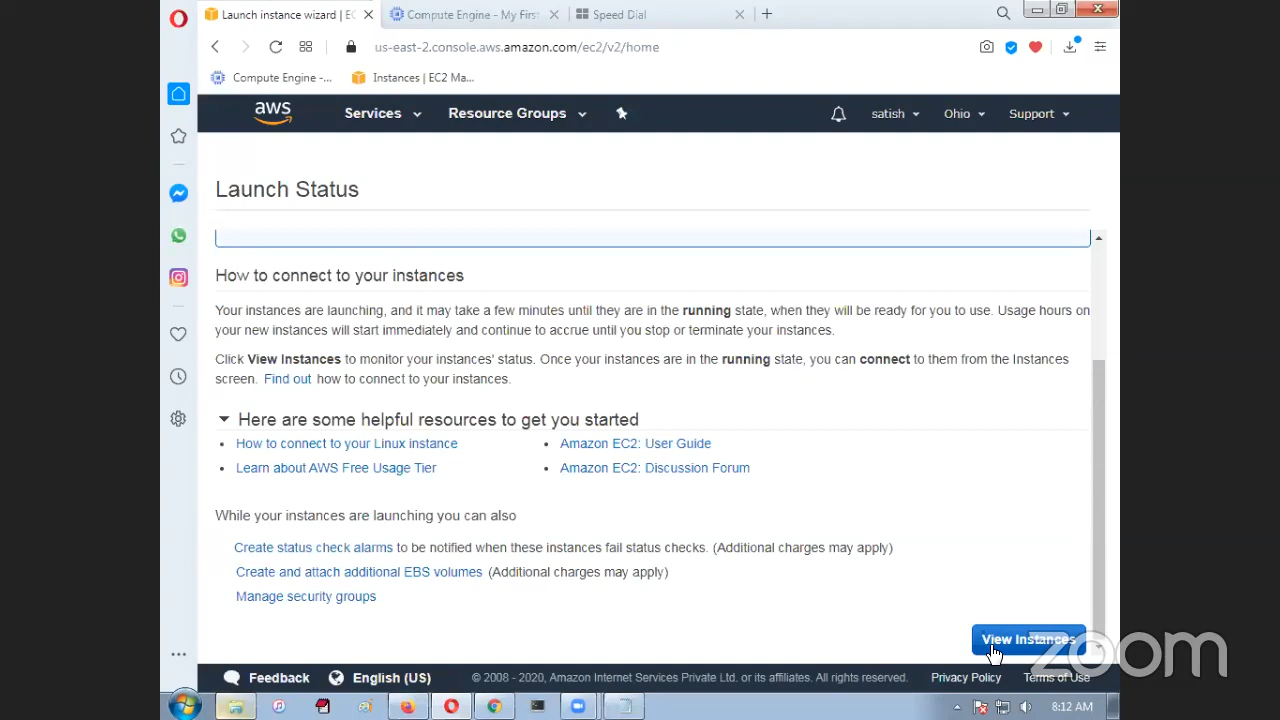 Launch instance wizard | EC
Compute Engine - My First
Speed Dial
us-east-2.console.aws.amazon.com/ec2/v2/home
Compute Engine -...
Instances | EC2 Ma...
aws
Services
Resource Groups
satish
Ohio
Support
Launch Status
How to connect to your instances
Your instances are launching, and it may take a few minutes until they are in the running state, when they will be ready for you to use. Usage hours on
your new instances will start immediately and continue to accrue until you stop or terminate your instances.
Click View Instances to monitor your instances' status. Once your instances are in the running state, you can connect to them from the Instances
screen. Find out how to connect to your instances.
Here are some helpful resources to get you started
• How to connect to your Linux instance
• Amazon EC2: User Guide
• Learn about AWS Free Usage Tier
• Amazon EC2: Discussion Forum
While your instances are launching you can also
Create status check alarms to be notified when these instances fail status checks. (Additional charges may apply)
Create and attach additional EBS volumes (Additional charges may apply)
Manage security groups
View Instances
zoom
Feedback
English (US)
© 2008 - 2020, Amazon Internet Services Private Ltd. or its affiliates. All rights reserved.
Privacy Policy
Terms of Use
8:12 AM